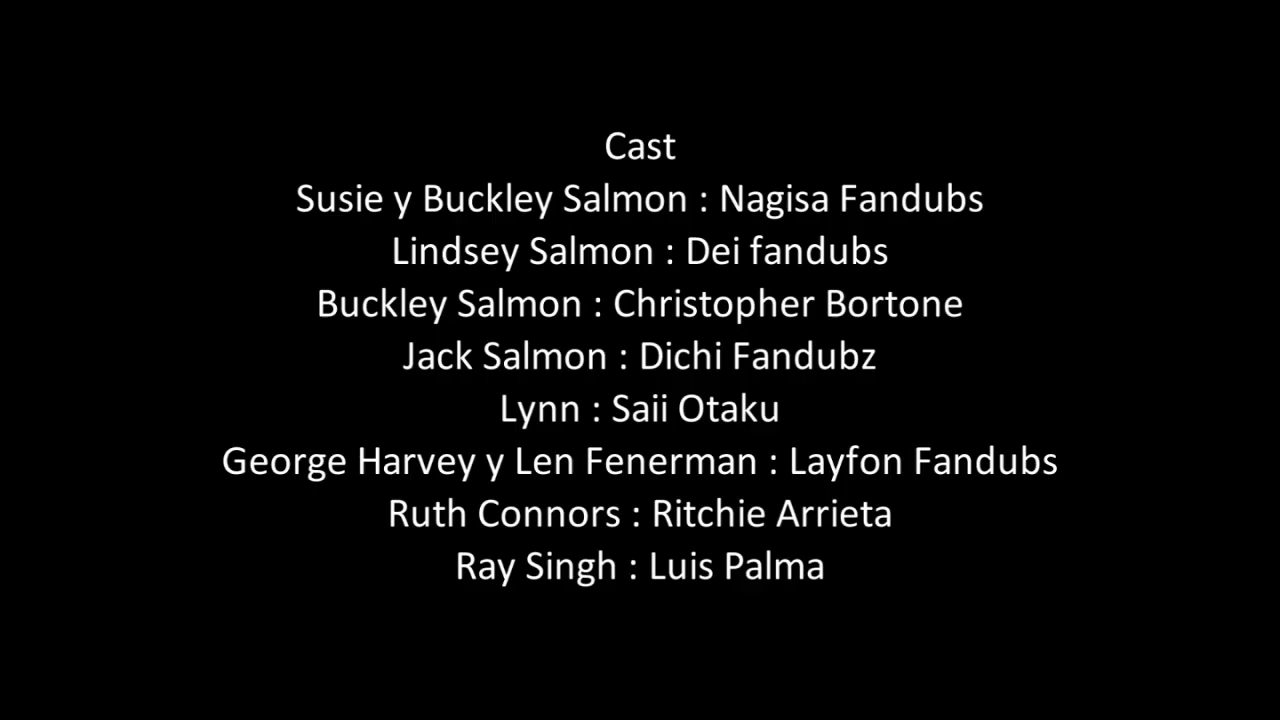 Cast
Susie y Buckley Salmon : Nagisa Fandubs
Lindsey Salmon : Dei fandubs
Buckley Salmon : Christopher Bortone
Jack Salmon : Dichi Fandubz
Lynn : Saii Otaku
George Harvey y Len Fenerman : Layfon Fandubs
Ruth Connors : Ritchie Arrieta
Ray Singh : Luis Palma